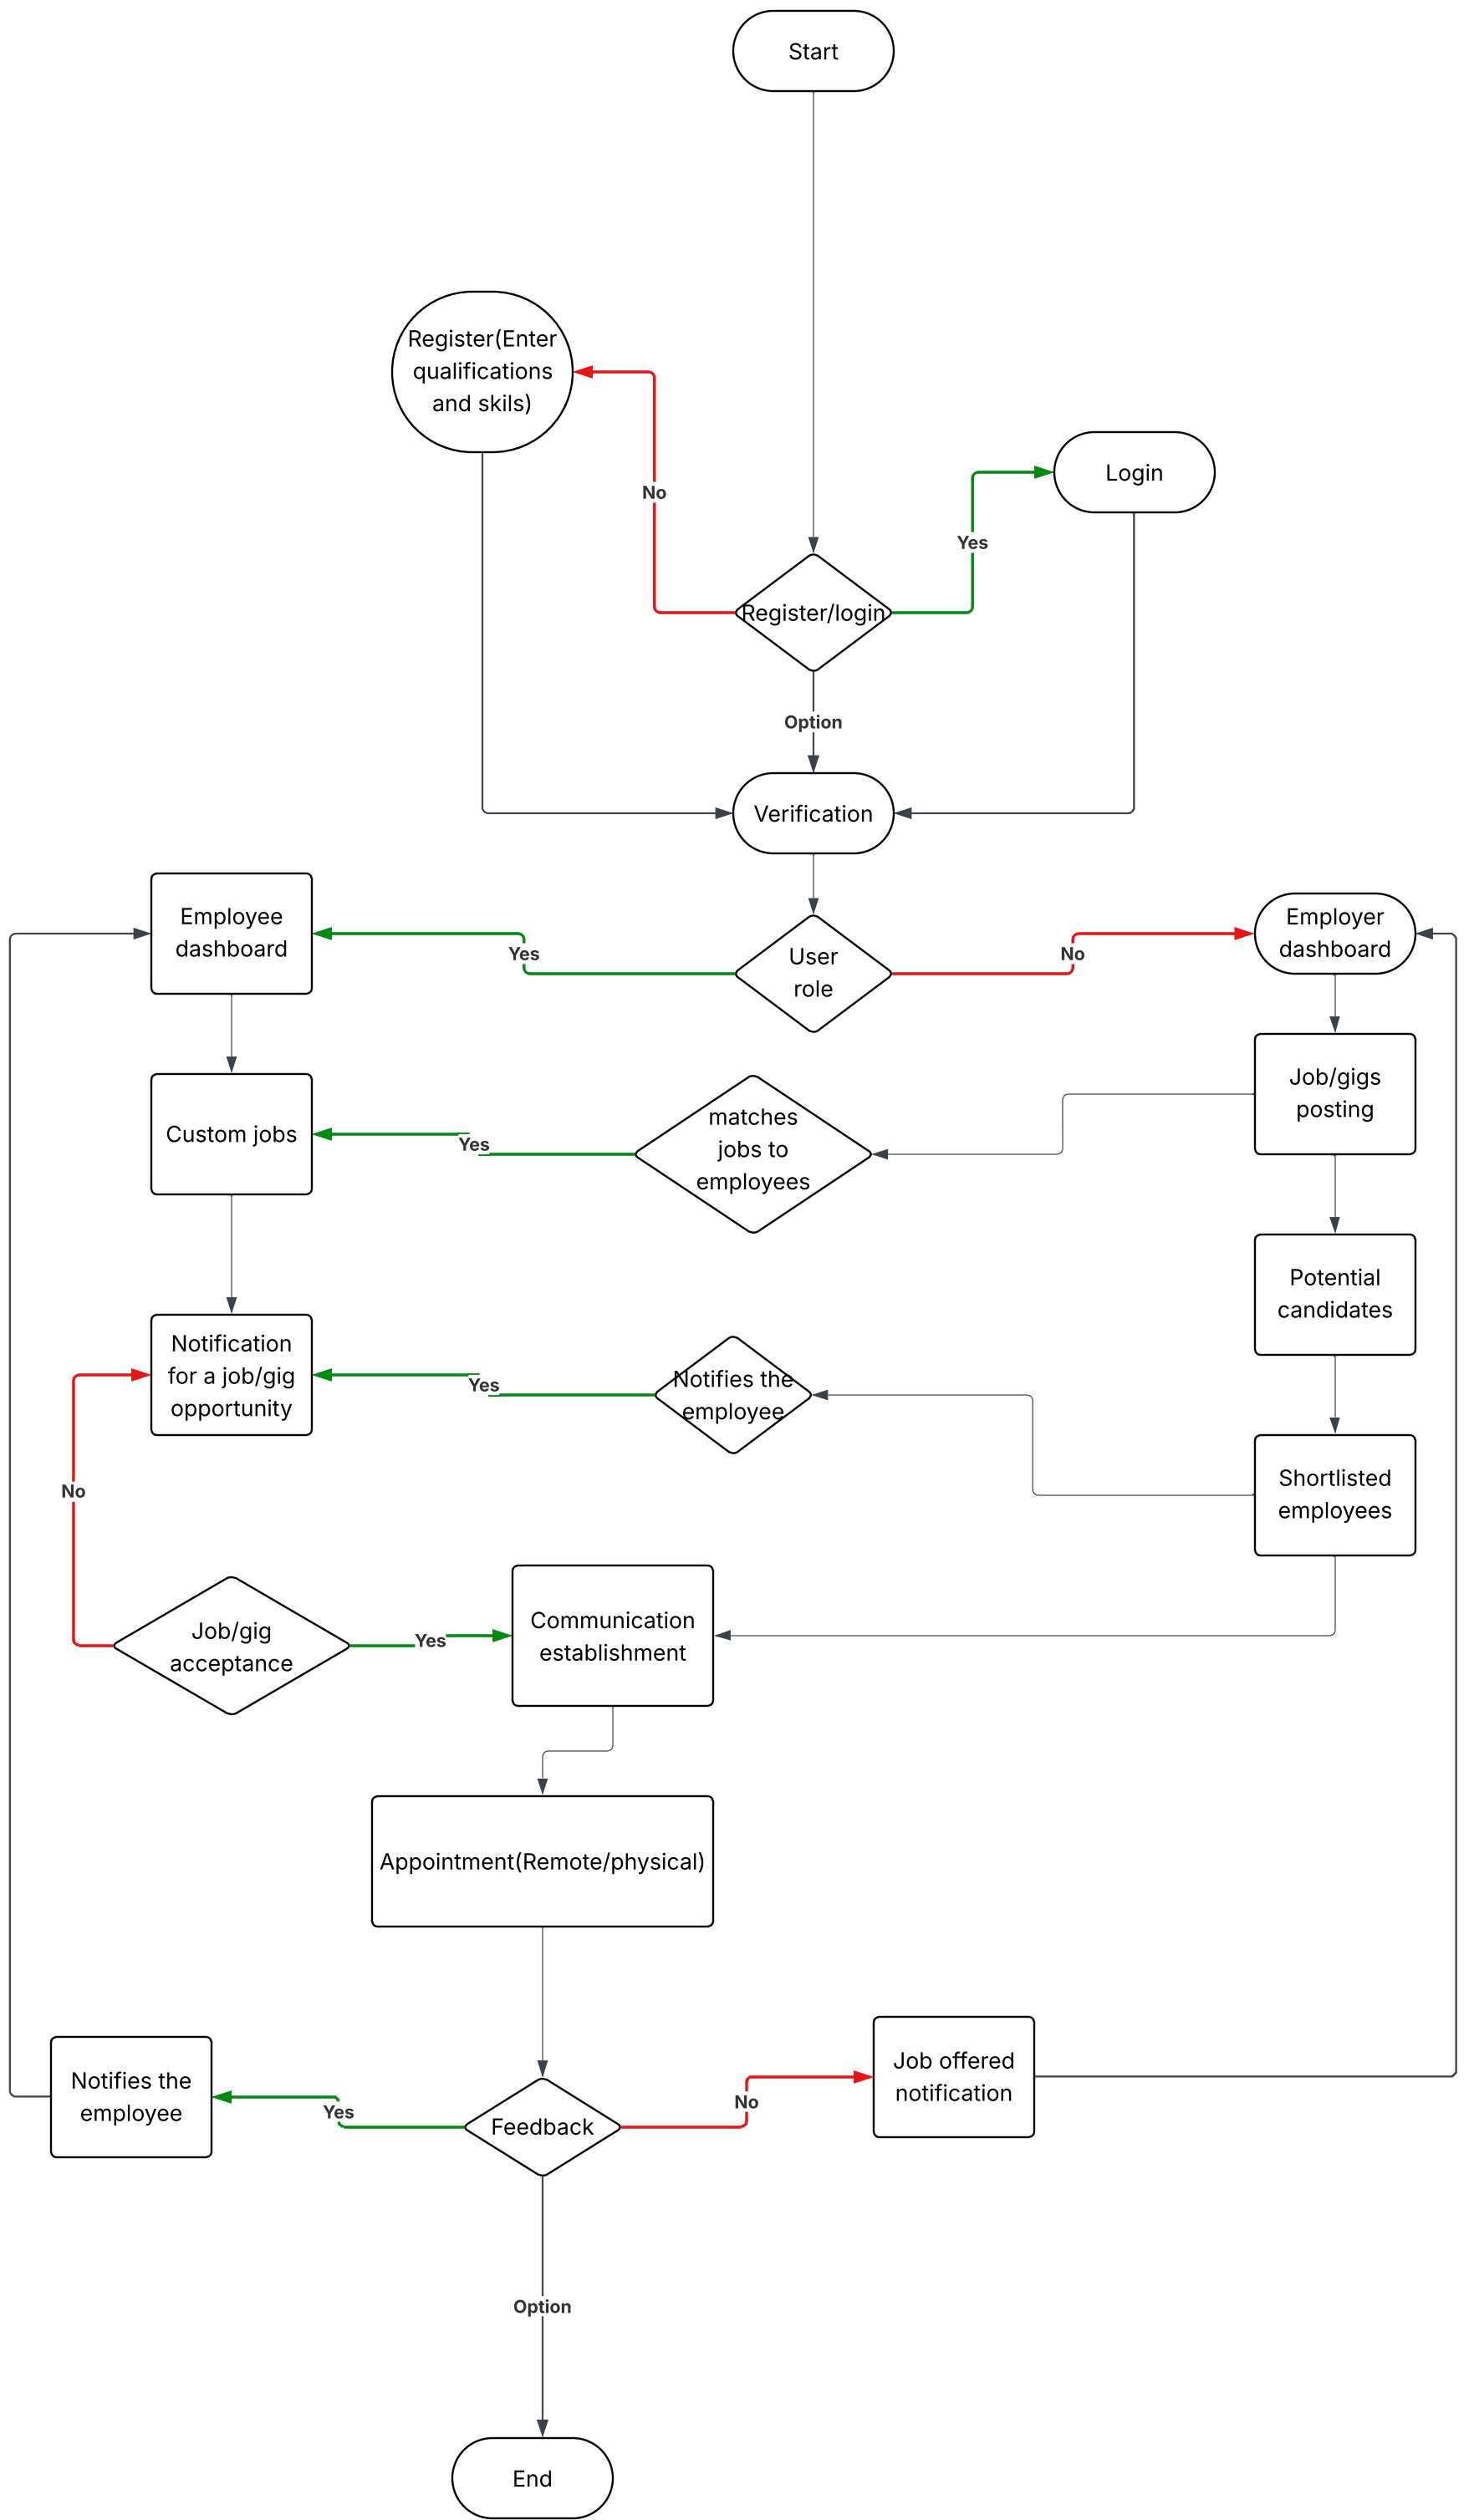 Start
Register(Enter
qualifications
and skils)
No
Login
Yes
Register/login
Option
Verification
Employee
dashboard
Yes
User
role
No
Employer
dashboard
Custom jobs
Yes
matches
jobs to
employees
Job/gigs
posting
Potential
candidates
Notification
for a job/gig
opportunity
Yes
Notifies the
employee
Shortlisted
employees
No
Job/gig
acceptance
Yes
Communication
establishment
Appointment(Remote/physical)
Notifies the
employee
Yes
Feedback
No
Job offered
notification
Option
End